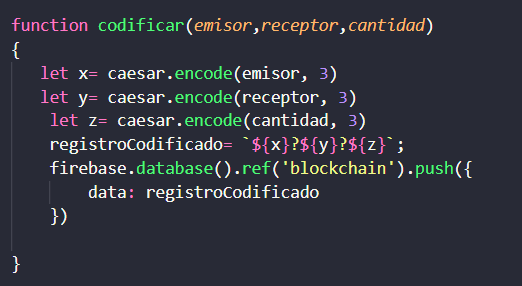 function codificar(emisor,receptor,cantidad)
{
let x= caesar.encode(emisor, 3)
let y= caesar.encode(receptor, 3)
let z= caesar.encode(cantidad, 3)
registroCodificado= `${x}?${y}?${z}`;
firebase.database().ref('blockchain').push({
data: registroCodificado
})
}